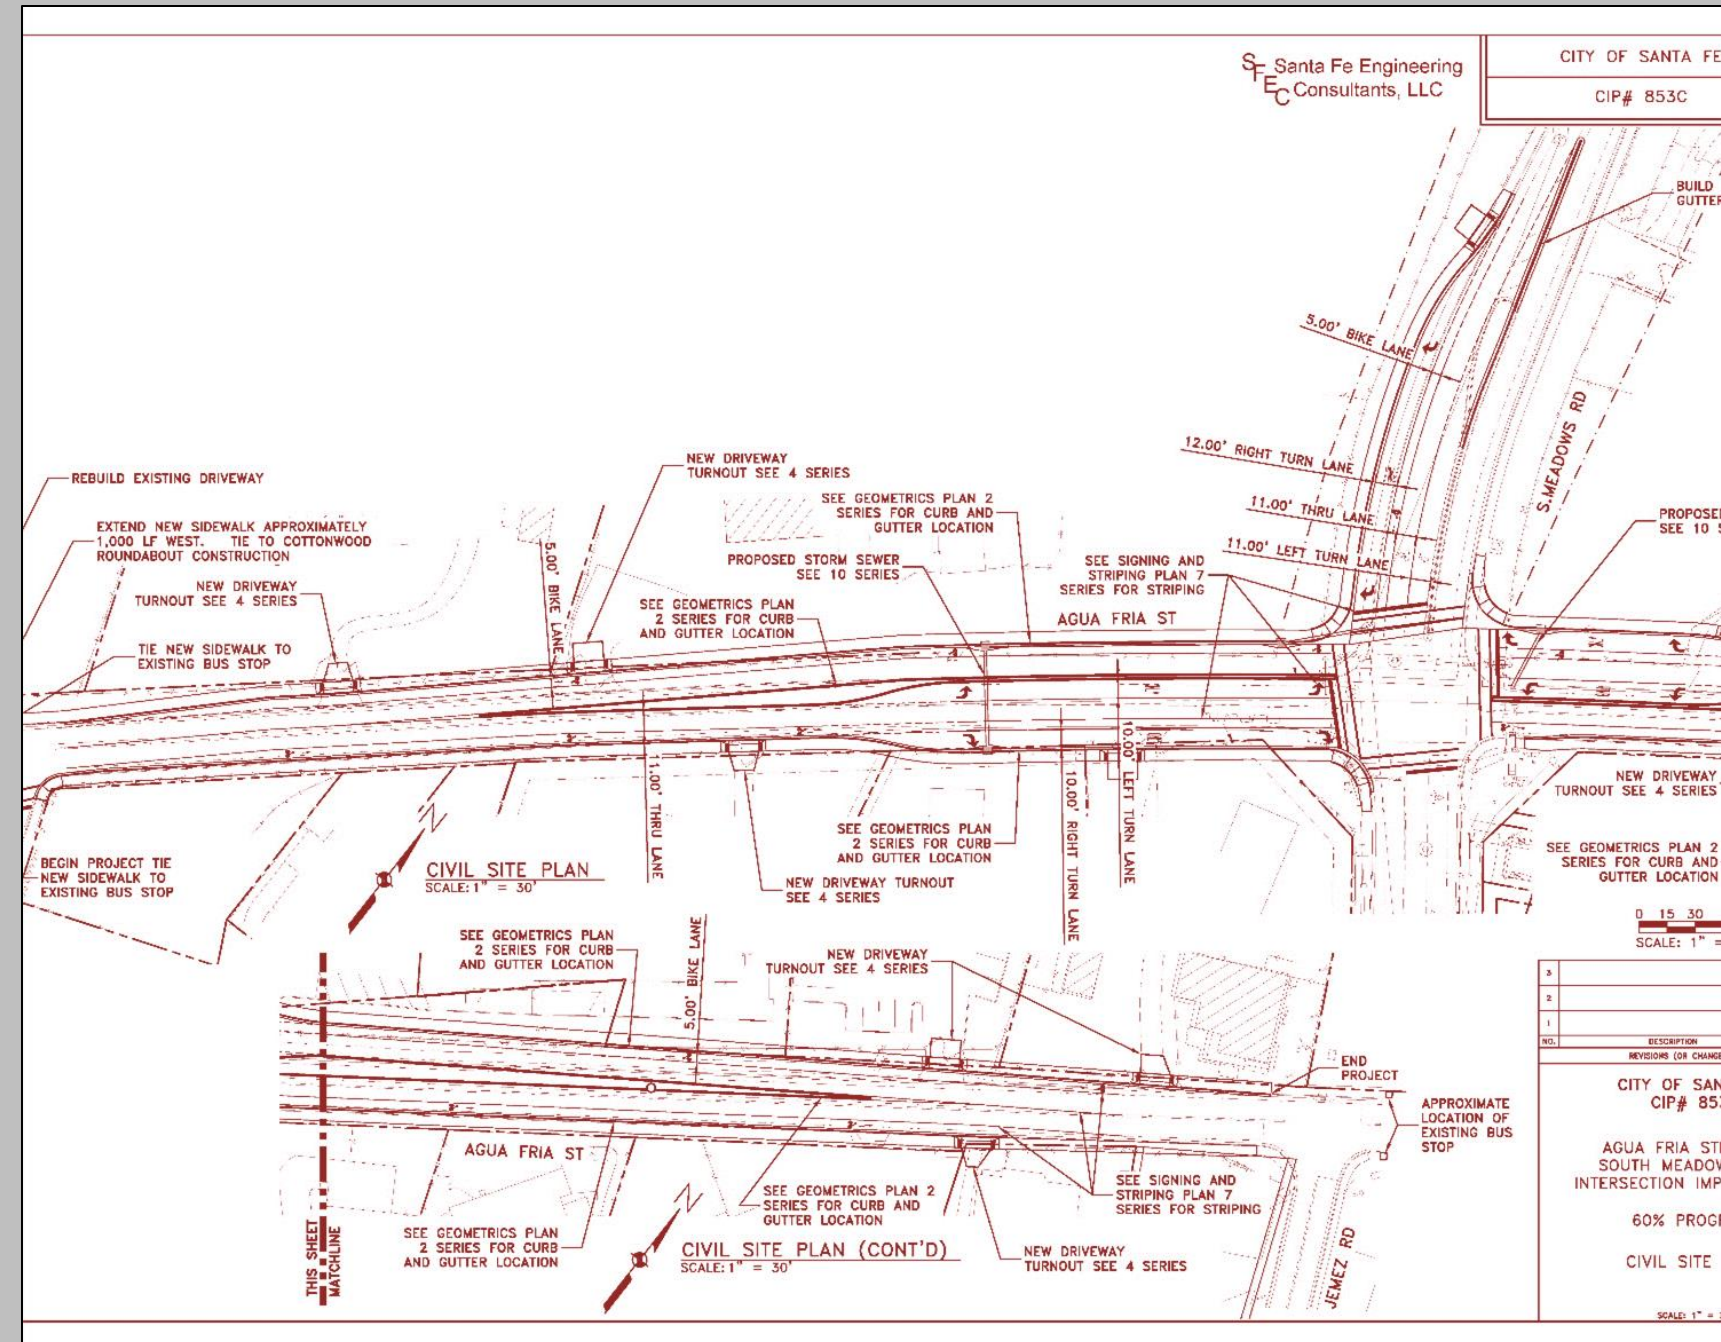 Santa Fe Engineering
Consultants, LLC
SFEC
CITY OF SANTA FE
CIP# 853C
BUILD
GUTTER
5.00' BIKE LANE
S.MEADOWS RD
12.00' RIGHT TURN LANE
11.00' THRU LANE
11.00' LEFT TURN LANE
REBUILD EXISTING DRIVEWAY
EXTEND NEW SIDEWALK APPROXIMATELY
1,000 LF WEST. TIE TO COTTONWOOD
ROUNDABOUT CONSTRUCTION
NEW DRIVEWAY
TURNOUT SEE 4 SERIES
TIE NEW SIDEWALK TO
EXISTING BUS STOP
5.00' BIKE LANE
NEW DRIVEWAY
TURNOUT SEE 4 SERIES
SEE GEOMETRICS PLAN 2
SERIES FOR CURB AND
GUTTER LOCATION
PROPOSED STORM SEWER
SEE 10 SERIES
SEE GEOMETRICS PLAN
2 SERIES FOR CURB
AND GUTTER LOCATION
SEE SIGNING AND
STRIPING PLAN 7
SERIES FOR STRIPING
AGUA FRIA ST
PROPOSE
SEE 10 S
BEGIN PROJECT TIE
NEW SIDEWALK TO
EXISTING BUS STOP
N
CIVIL SITE PLAN
SCALE: 1" = 30'
11.00' THRU LANE
SEE GEOMETRICS PLAN
2 SERIES FOR CURB
AND GUTTER LOCATION
NEW DRIVEWAY TURNOUT
SEE 4 SERIES
10.00' RIGHT TURN LANE
10.00' LEFT TURN LANE
NEW DRIVEWAY
TURNOUT SEE 4 SERIES
SEE GEOMETRICS PLAN 2
SERIES FOR CURB AND
GUTTER LOCATION
0 15 30
SCALE: 1" =
SEE GEOMETRICS PLAN
2 SERIES FOR CURB
AND GUTTER LOCATION
5.00' BIKE LANE
NEW DRIVEWAY
TURNOUT SEE 4 SERIES
END
PROJECT
APPROXIMATE
LOCATION OF
EXISTING BUS
STOP
AGUA FRIA ST
SEE GEOMETRICS PLAN
2 SERIES FOR CURB
AND GUTTER LOCATION
SEE GEOMETRICS PLAN 2
SERIES FOR CURB AND
GUTTER LOCATION
SEE SIGNING AND
STRIPING PLAN 7
SERIES FOR STRIPING
NEW DRIVEWAY
TURNOUT SEE 4 SERIES
N
CIVIL SITE PLAN (CONT'D)
SCALE: 1" = 30'
THIS SHEET
MATCHLINE
JEMEZ RD
3
2
1
NO. DESCRIPTION
REVISIONS (OR CHANGE
CITY OF SAN
CIP# 85
AGUA FRIA ST
SOUTH MEADOW
INTERSECTION IMP
60% PROG
CIVIL SITE
SCALE: 1" =